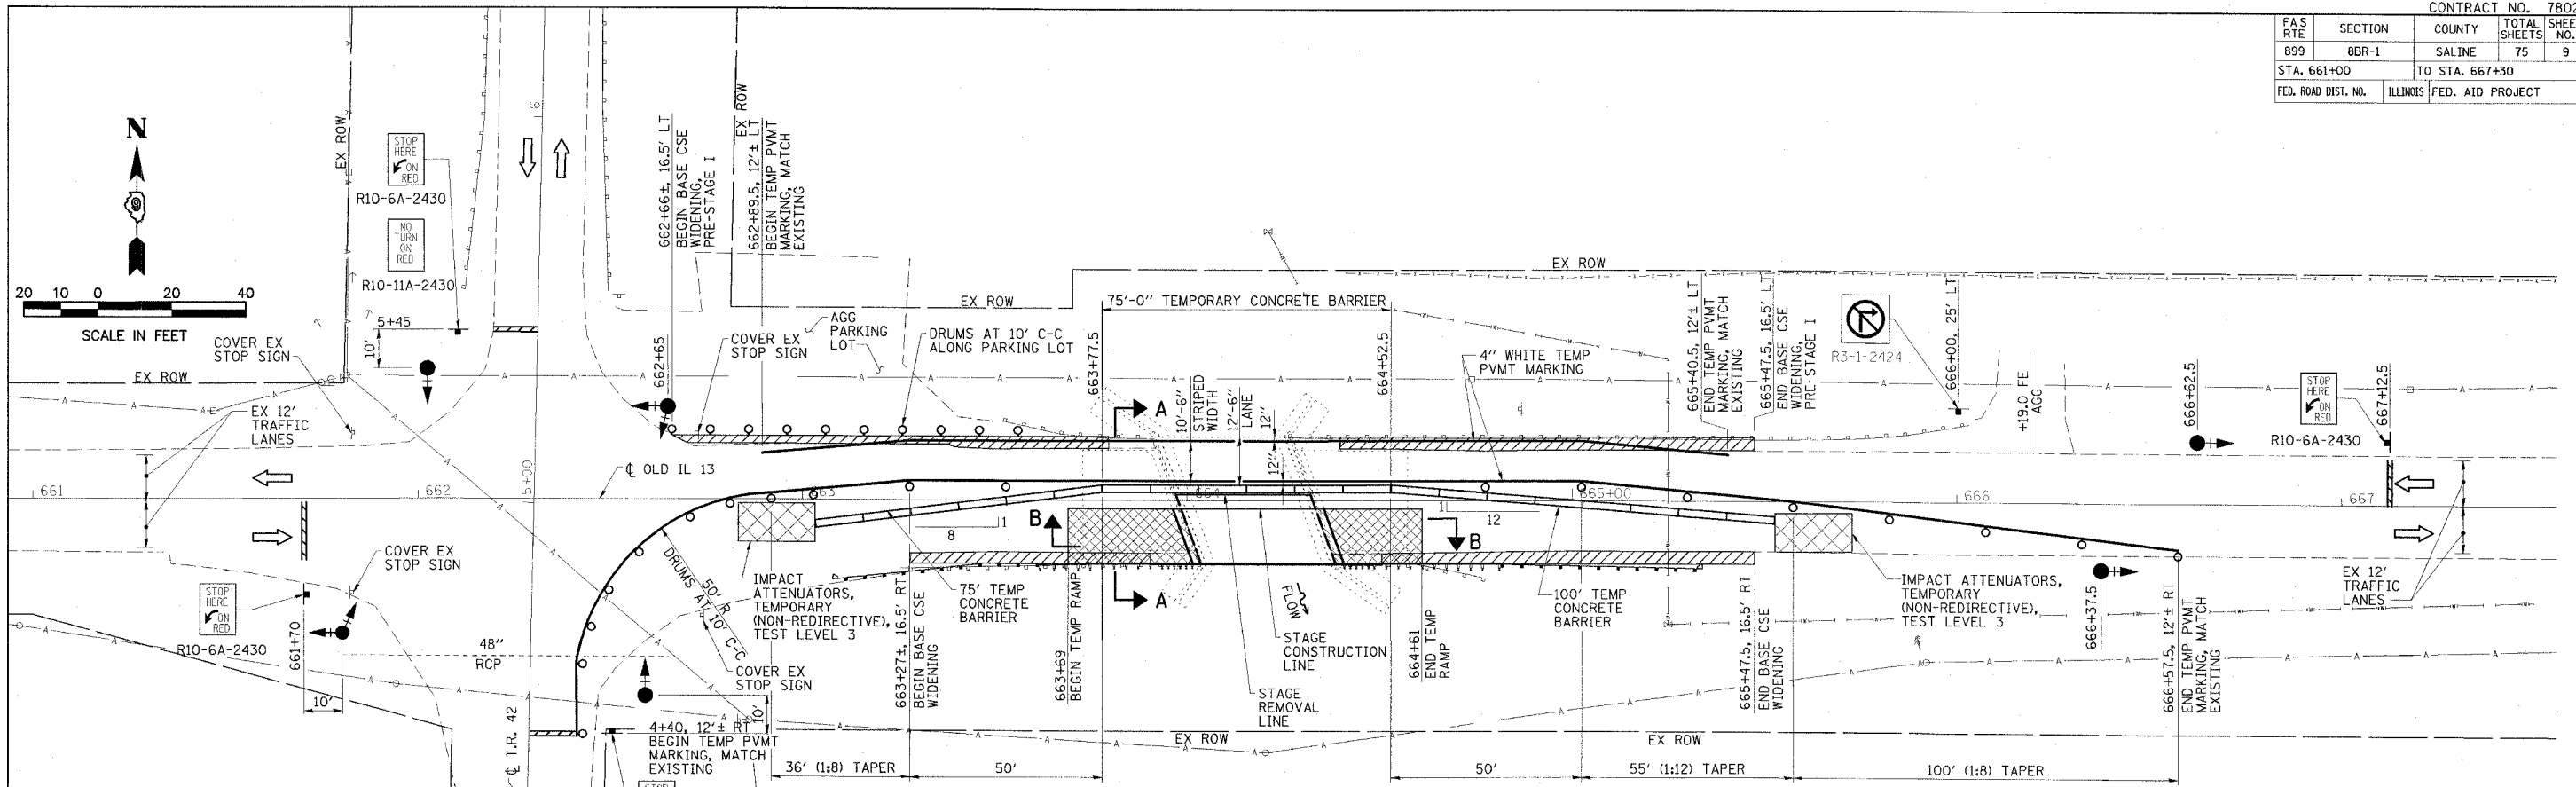 CONTRACT NO. 7802
FAS RTE
SECTION
COUNTY
TOTAL SHEETS
SHEE NO.
899
8BR-1
SALINE
75
9
STA. 661+00
TO STA. 667+30
FED. ROAD DIST. NO.
ILLINOIS
FED. AID PROJECT
N
9
20 10 0 20 40
SCALE IN FEET
EX ROW
STOP
HERE
ON
RED
R10-6A-2430
NO
TURN
ON
RED
R10-11A-2430
5+45
10'
COVER EX
STOP SIGN
EX ROW
EX 12'
TRAFFIC
LANES
16
662+66±, 16.5' LT
BEGIN BASE CSE
WIDENING,
PRE-STAGE I
662+89.5, 12'± LT
BEGIN TEMP PVMT
MARKING, MATCH
EXISTING
EX ROW
662+65
COVER EX
STOP SIGN
AGG
PARKING
LOT
DRUMS AT 10' C-C
ALONG PARKING LOT
EX ROW
75'-0" TEMPORARY CONCRETE BARRIER
663+77.5
664+52.5
A
10'-6"
STRIPED
WIDTH
12'-6"
LANE
12"
12"
4" WHITE TEMP
PVMT MARKING
EX ROW
665+40.5, 12'± LT
END TEMP PVMT
MARKING, MATCH
EXISTING
665+47.5, 16.5' LT
END BASE CSE
WIDENING,
PRE-STAGE I
R3-1-2424
666+00, 25' LT
+19.0 FE
AGG
666+62.5
STOP
HERE
ON
RED
R10-6A-2430
667+12.5
℄ OLD IL 13
661
662
15+00
663
664
665+00
666
667
COVER EX
STOP SIGN
STOP
HERE
ON
RED
R10-6A-2430
661+70
10'
48"
RCP
50' R
DRUMS AT 10' C-C
COVER EX
STOP SIGN
IMPACT
ATTENUATORS,
TEMPORARY
(NON-REDIRECTIVE),
TEST LEVEL 3
1
8
75' TEMP
CONCRETE
BARRIER
663+27±, 16.5' RT
BEGIN BASE CSE
WIDENING
663+69
BEGIN TEMP RAMP
B
A
FLOW
STAGE
CONSTRUCTION
LINE
STAGE
REMOVAL
LINE
B
1
12
664+61
END TEMP
RAMP
100' TEMP
CONCRETE
BARRIER
665+47.5, 16.5' RT
END BASE CSE
WIDENING
IMPACT ATTENUATORS,
TEMPORARY
(NON-REDIRECTIVE),
TEST LEVEL 3
666+37.5
666+57.5, 12'± RT
END TEMP PVMT
MARKING, MATCH
EXISTING
EX 12'
TRAFFIC
LANES
℄ T.R. 42
4+40, 12'± RT
BEGIN TEMP PVMT
MARKING, MATCH
EXISTING
10'
STOP
EX ROW
EX ROW
36' (1:8) TAPER
50'
50'
55' (1:12) TAPER
100' (1:8) TAPER